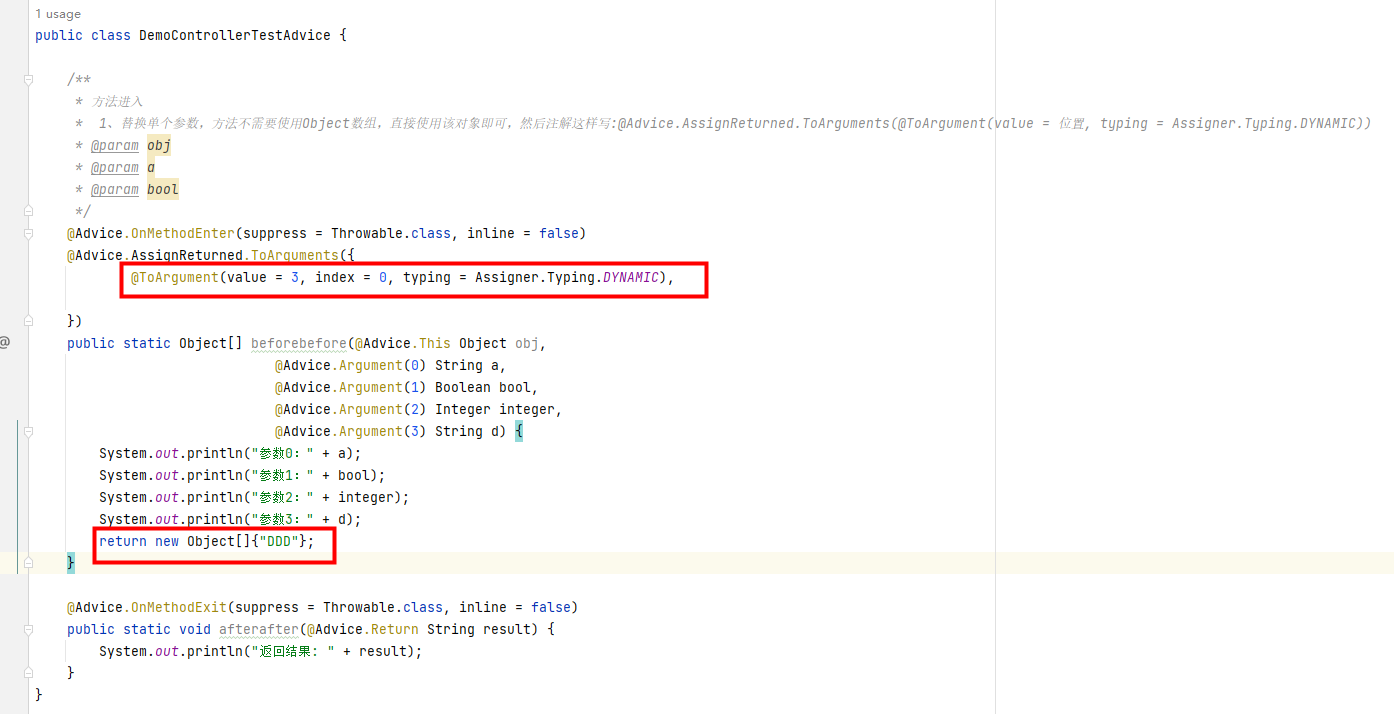 1 usage
public class DemoControllerTestAdvice {
/**
* 方法进入
* 1、替换单个参数，方法不需要使用Object数组，直接使用该对象即可，然后注解这样写:@Advice.AssignReturned.ToArguments(@ToArgument(value = 位置, typing = Assigner.Typing.DYNAMIC))
* @param obj
* @param a
* @param bool
*/
@Advice.OnMethodEnter(suppress = Throwable.class, inline = false)
@Advice.AssignReturned.ToArguments({
@ToArgument(value = 3, index = 0, typing = Assigner.Typing.DYNAMIC),
})
@
public static Object[] beforebefore(@Advice.This Object obj,
@Advice.Argument(0) String a,
@Advice.Argument(1) Boolean bool,
@Advice.Argument(2) Integer integer,
@Advice.Argument(3) String d) {
System.out.println("参数0：" + a);
System.out.println("参数1：" + bool);
System.out.println("参数2：" + integer);
System.out.println("参数3：" + d);
return new Object[]{"DDD"};
}
@Advice.OnMethodExit(suppress = Throwable.class, inline = false)
public static void afterafter(@Advice.Return String result) {
System.out.println("返回结果: " + result);
}
}